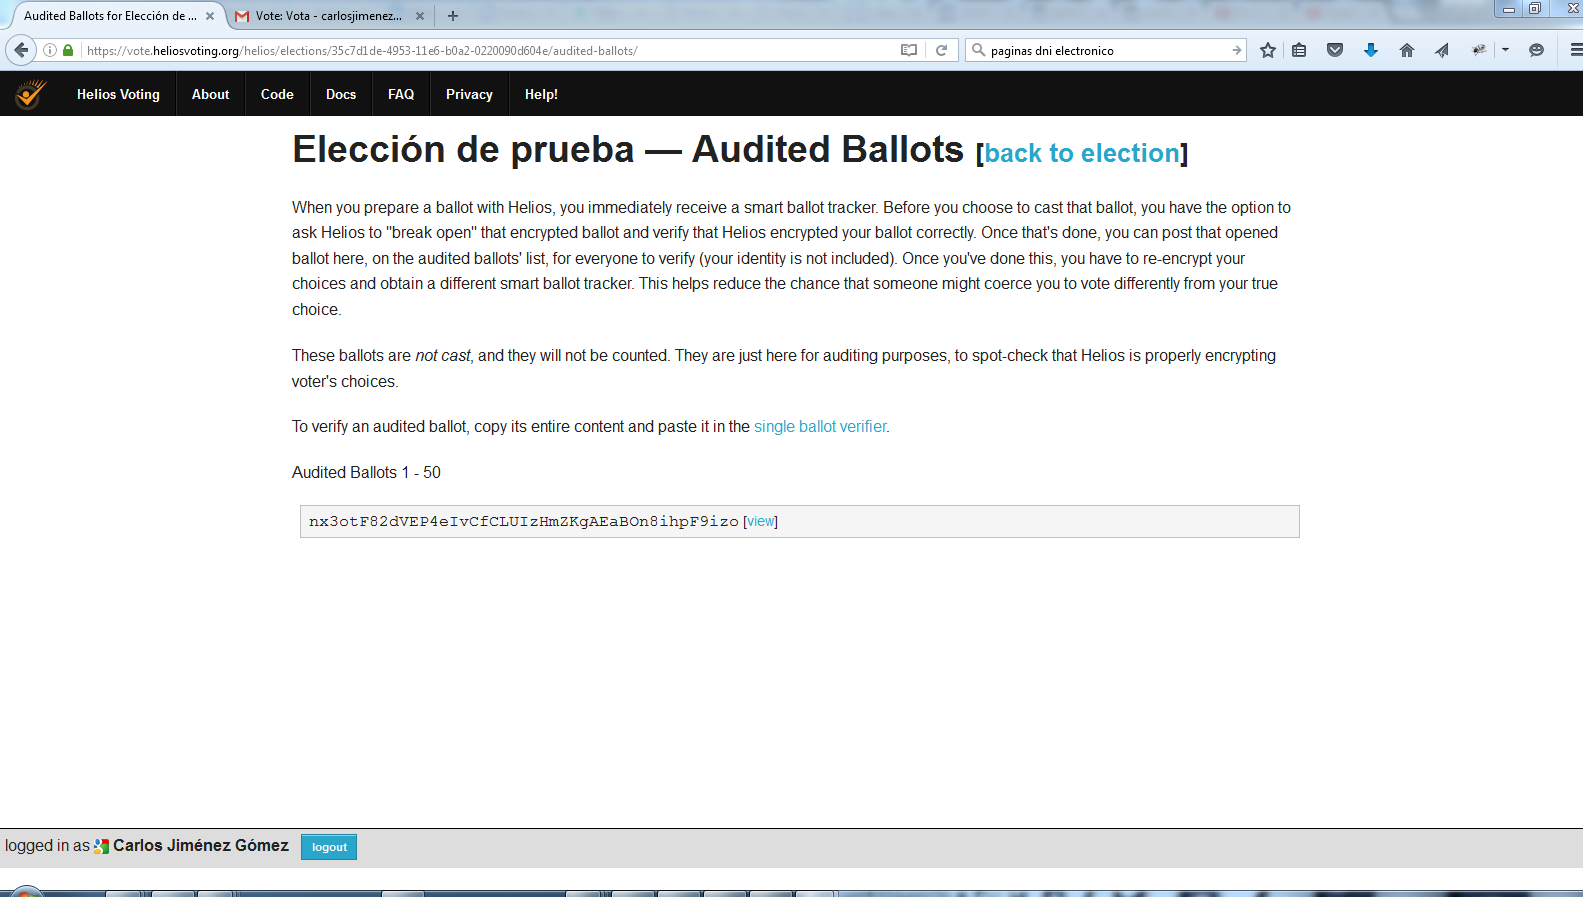 Audited Ballots for Elección de ...
Vote: Vota - carlosjimenez...
https://vote.heliosvoting.org/helios/elections/35c7d1de-4953-11e6-b0a2-0220090d604e/audited-ballots/
paginas dni electronico
Helios Voting About Code Docs FAQ Privacy Help!
Elección de prueba — Audited Ballots [back to election]
When you prepare a ballot with Helios, you immediately receive a smart ballot tracker. Before you choose to cast that ballot, you have the option to
ask Helios to "break open" that encrypted ballot and verify that Helios encrypted your ballot correctly. Once that's done, you can post that opened
ballot here, on the audited ballots' list, for everyone to verify (your identity is not included). Once you've done this, you have to re-encrypt your
choices and obtain a different smart ballot tracker. This helps reduce the chance that someone might coerce you to vote differently from your true
choice.
These ballots are not cast, and they will not be counted. They are just here for auditing purposes, to spot-check that Helios is properly encrypting
voter's choices.
To verify an audited ballot, copy its entire content and paste it in the single ballot verifier.
Audited Ballots 1 - 50
nx3otF82dVEP4eIvCfCLUIzHmZKgAEaBOn8ihpF9izo [view]
logged in as Carlos Jiménez Gómez logout